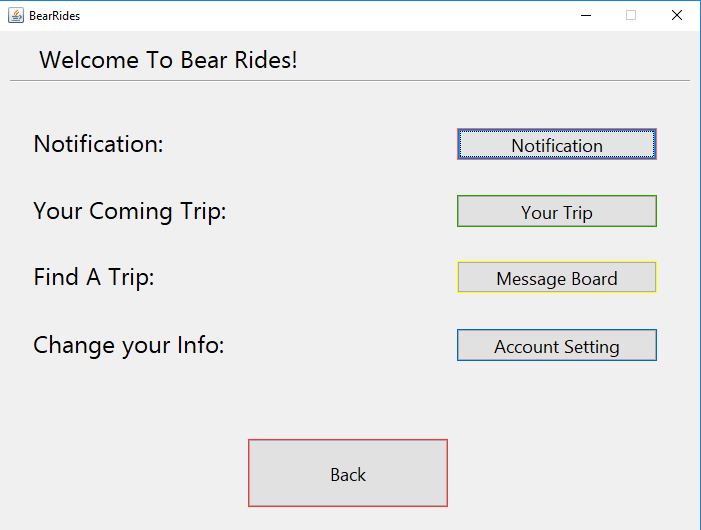 BearRides
Welcome To Bear Rides!
Notification: Notification
Your Coming Trip: Your Trip
Find A Trip: Message Board
Change your Info: Account Setting
Back